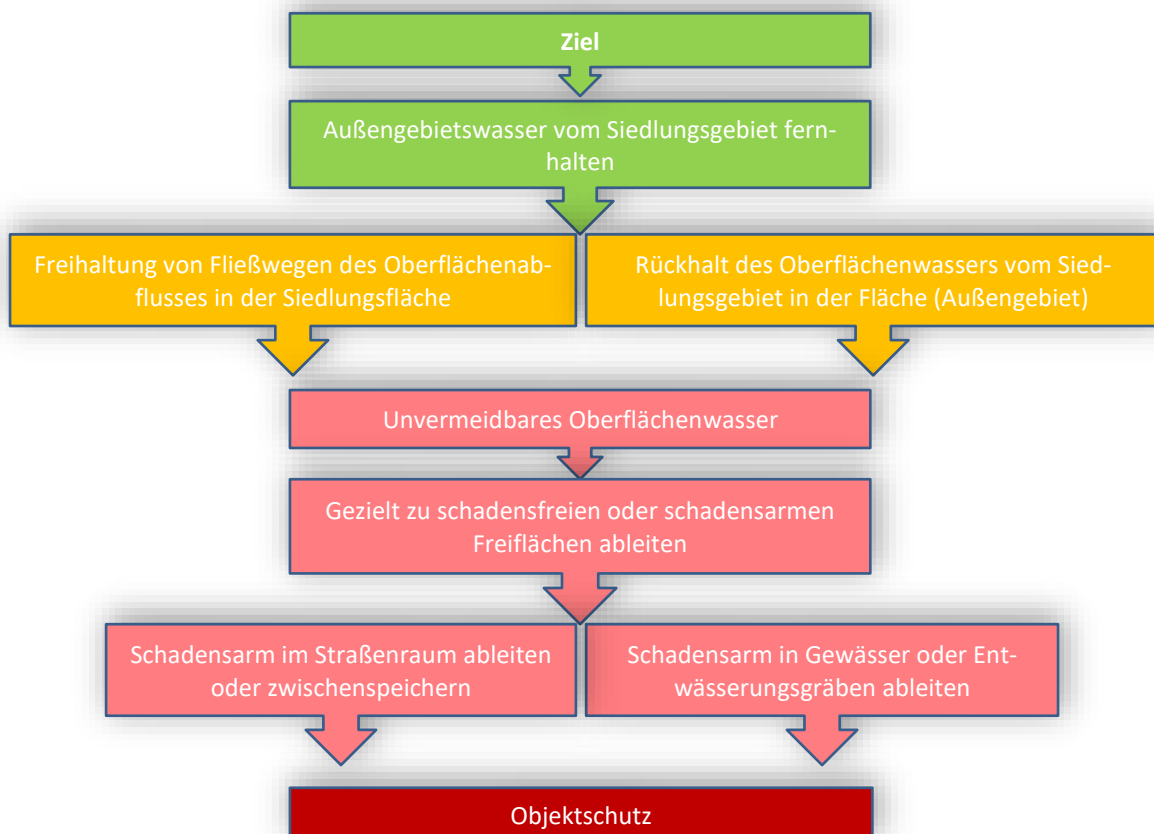 Ziel
Außengebietswasser vom Siedlungsgebiet fern-
halten
Freihaltung von Fließwegen des Oberflächenab-
flusses in der Siedlungsfläche
Rückhalt des Oberflächenwassers vom Sied-
lungsgebiet in der Fläche (Außengebiet)
Unvermeidbares Oberflächenwasser
Gezielt zu schadensfreien oder schadensarmen
Freiflächen ableiten
Schadensarm im Straßenraum ableiten
oder zwischenspeichern
Schadensarm in Gewässer oder Ent-
wässerungsgräben ableiten
Objektschutz